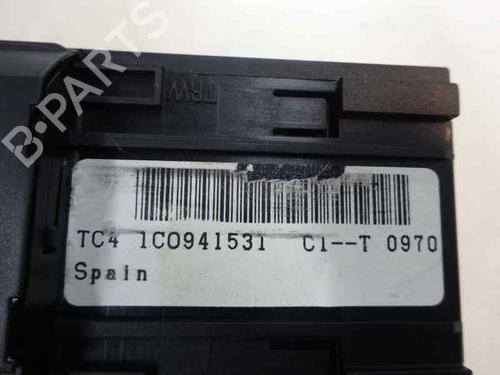 B-PARTS
TRW
TC4 1C0941531 C1--T 0970
Spain